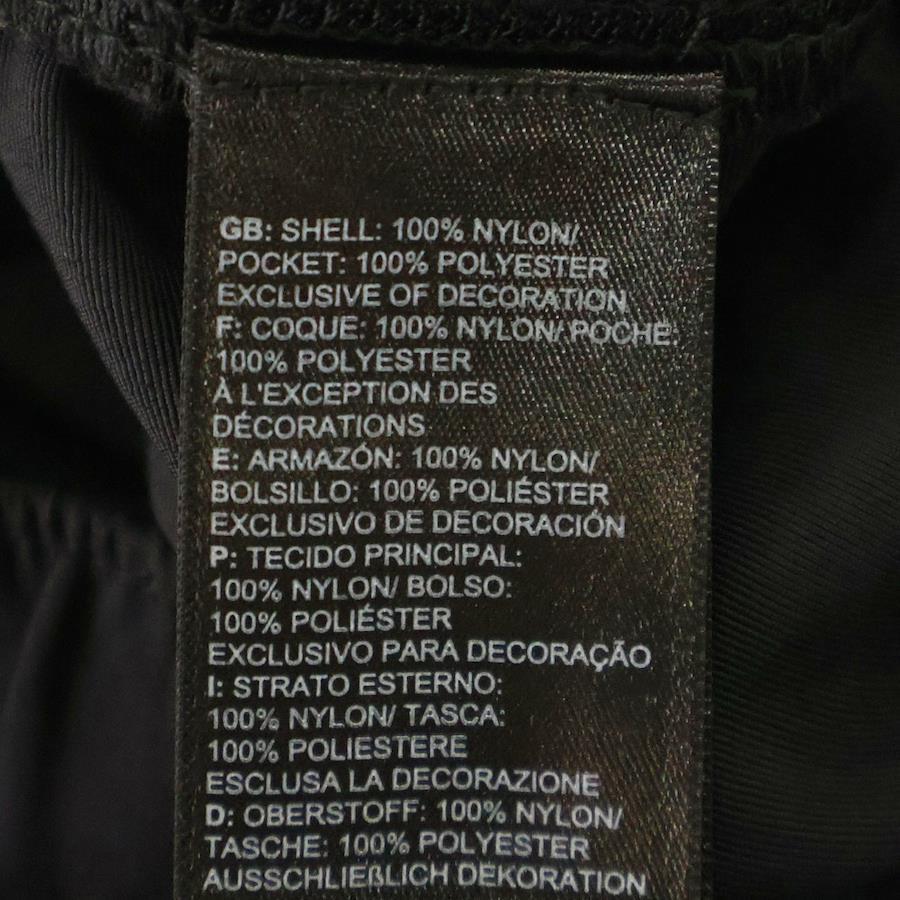 GB: SHELL: 100% NYLON/
POCKET: 100% POLYESTER
EXCLUSIVE OF DECORATION
F: COQUE: 100% NYLON/ POCHE:
100% POLYESTER
À L'EXCEPTION DES
DÉCORATIONS
E: ARMAZÓN: 100% NYLON/
BOLSILLO: 100% POLIÉSTER
EXCLUSIVO DE DECORACIÓN
P: TECIDO PRINCIPAL:
100% NYLON/ BOLSO:
100% POLIÉSTER
EXCLUSIVO PARA DECORAÇÃO
I: STRATO ESTERNO:
100% NYLON/ TASCA:
100% POLIESTERE
ESCLUSA LA DECORAZIONE
D: OBERSTOFF: 100% NYLON/
TASCHE: 100% POLYESTER
AUSSCHLIEßLICH DEKORATION